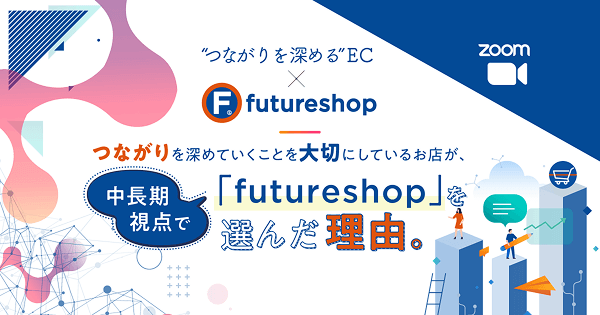 "つながりを深める"EC
zoom
×
F futureshop
つながりを深めていくことを大切にしているお店が、
中長期
視点で
「futureshop」を
選んだ理由。